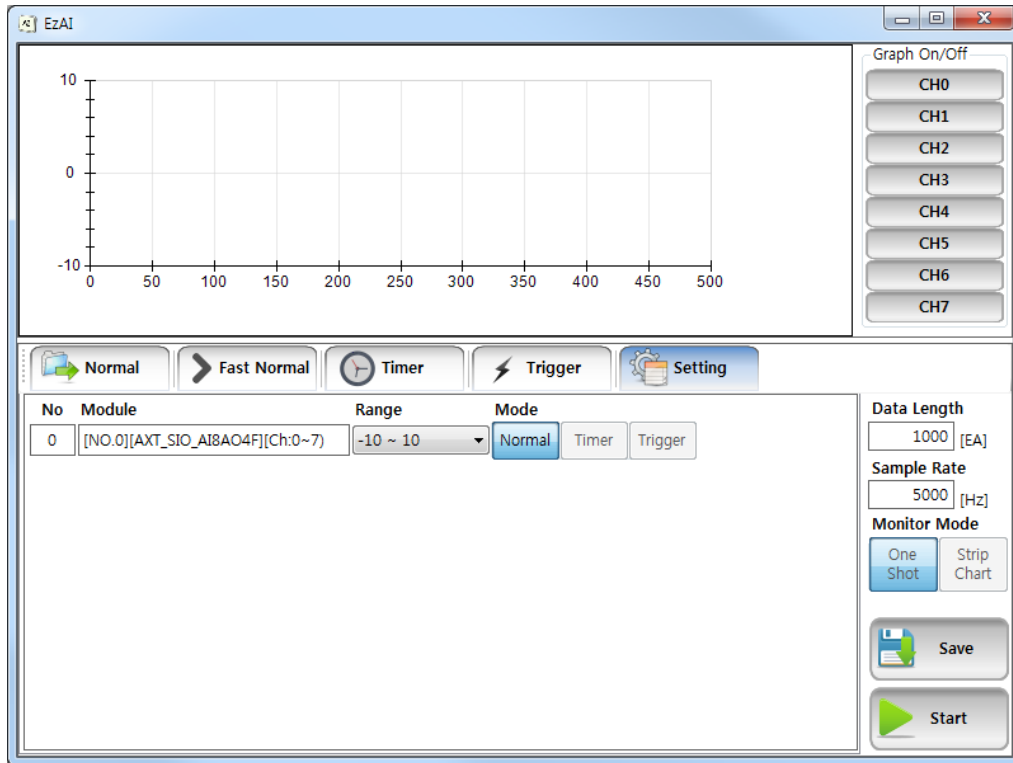 EzAI
Graph On/Off
CH0
CH1
CH2
CH3
CH4
CH5
CH6
CH7
10
0
-10
0 50 100 150 200 250 300 350 400 450 500
Normal Fast Normal Timer Trigger Setting
No Module Range Mode
0 [NO.0][AXT_SIO_AI8AO4F][Ch:0~7) -10 ~ 10 Normal Timer Trigger
Data Length
1000 [EA]
Sample Rate
5000 [Hz]
Monitor Mode
One Shot
Strip Chart
Save
Start